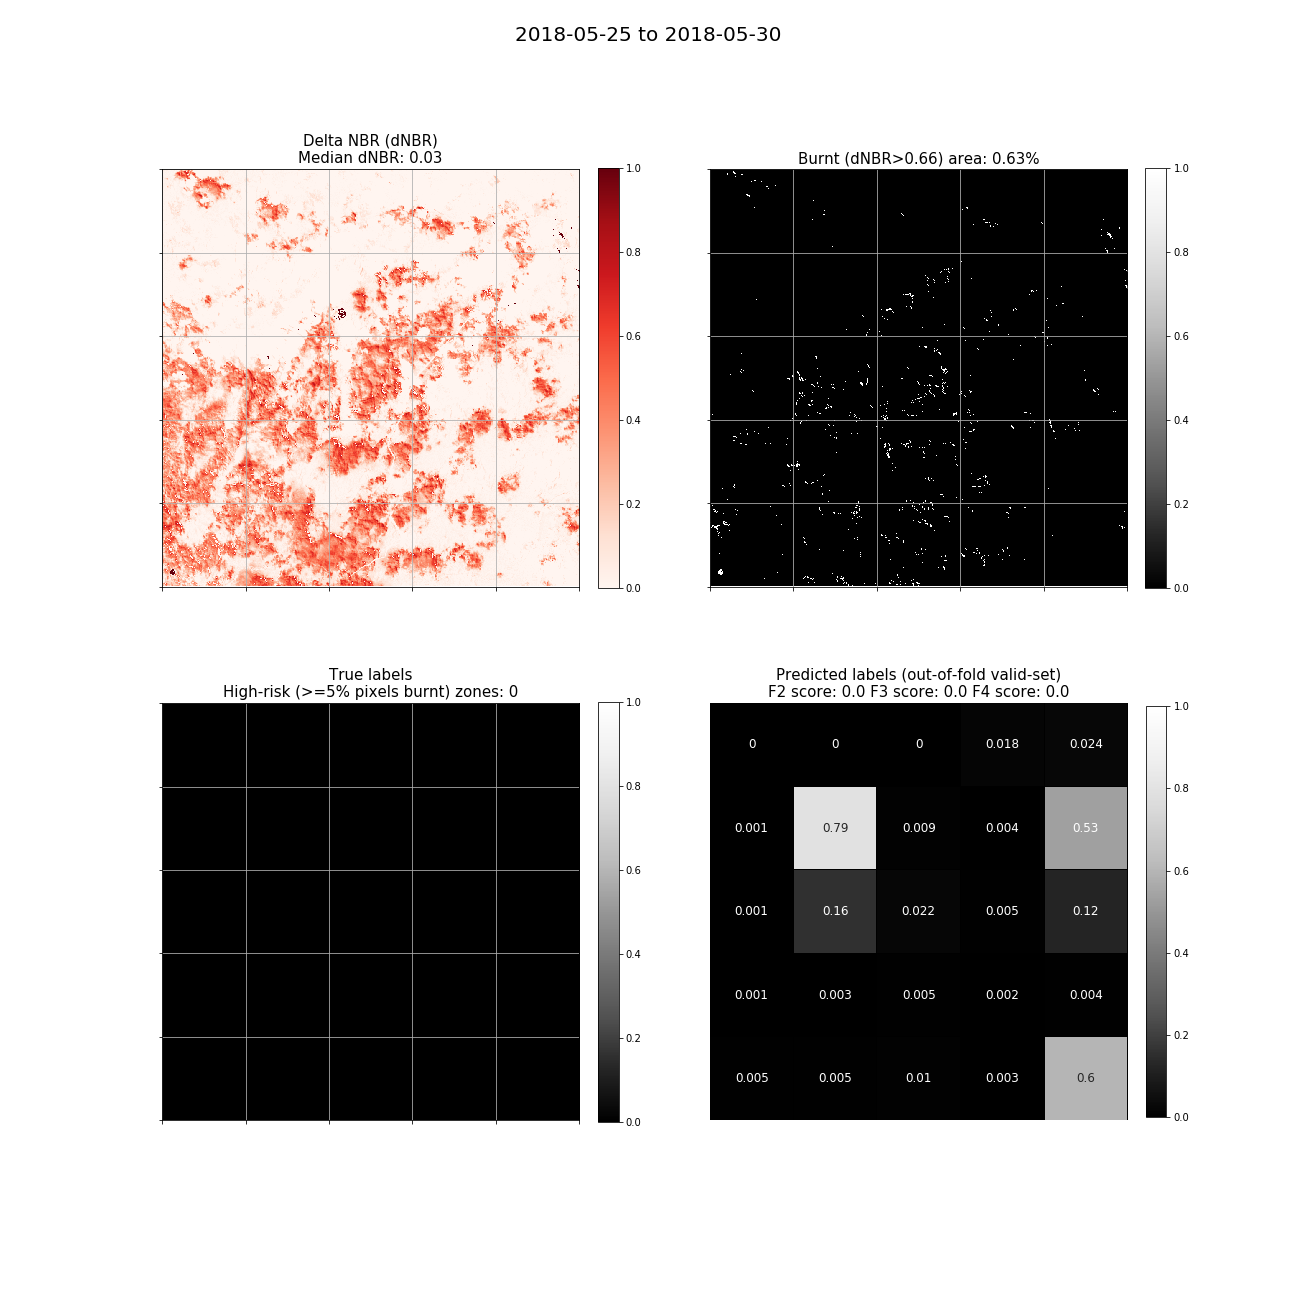 2018-05-25 to 2018-05-30
Delta NBR (dNBR)
Median dNBR: 0.03
1.0
0.8
0.6
0.4
0.2
0.0
Burnt (dNBR>0.66) area: 0.63%
1.0
0.8
0.6
0.4
0.2
0.0
True labels
High-risk (>=5% pixels burnt) zones: 0
1.0
0.8
0.6
0.4
0.2
0.0
Predicted labels (out-of-fold valid-set)
F2 score: 0.0 F3 score: 0.0 F4 score: 0.0
0 0 0 0.018 0.024
0.001 0.79 0.009 0.004 0.53
0.001 0.16 0.022 0.005 0.12
0.001 0.003 0.005 0.002 0.004
0.005 0.005 0.01 0.003 0.6
1.0
0.8
0.6
0.4
0.2
0.0